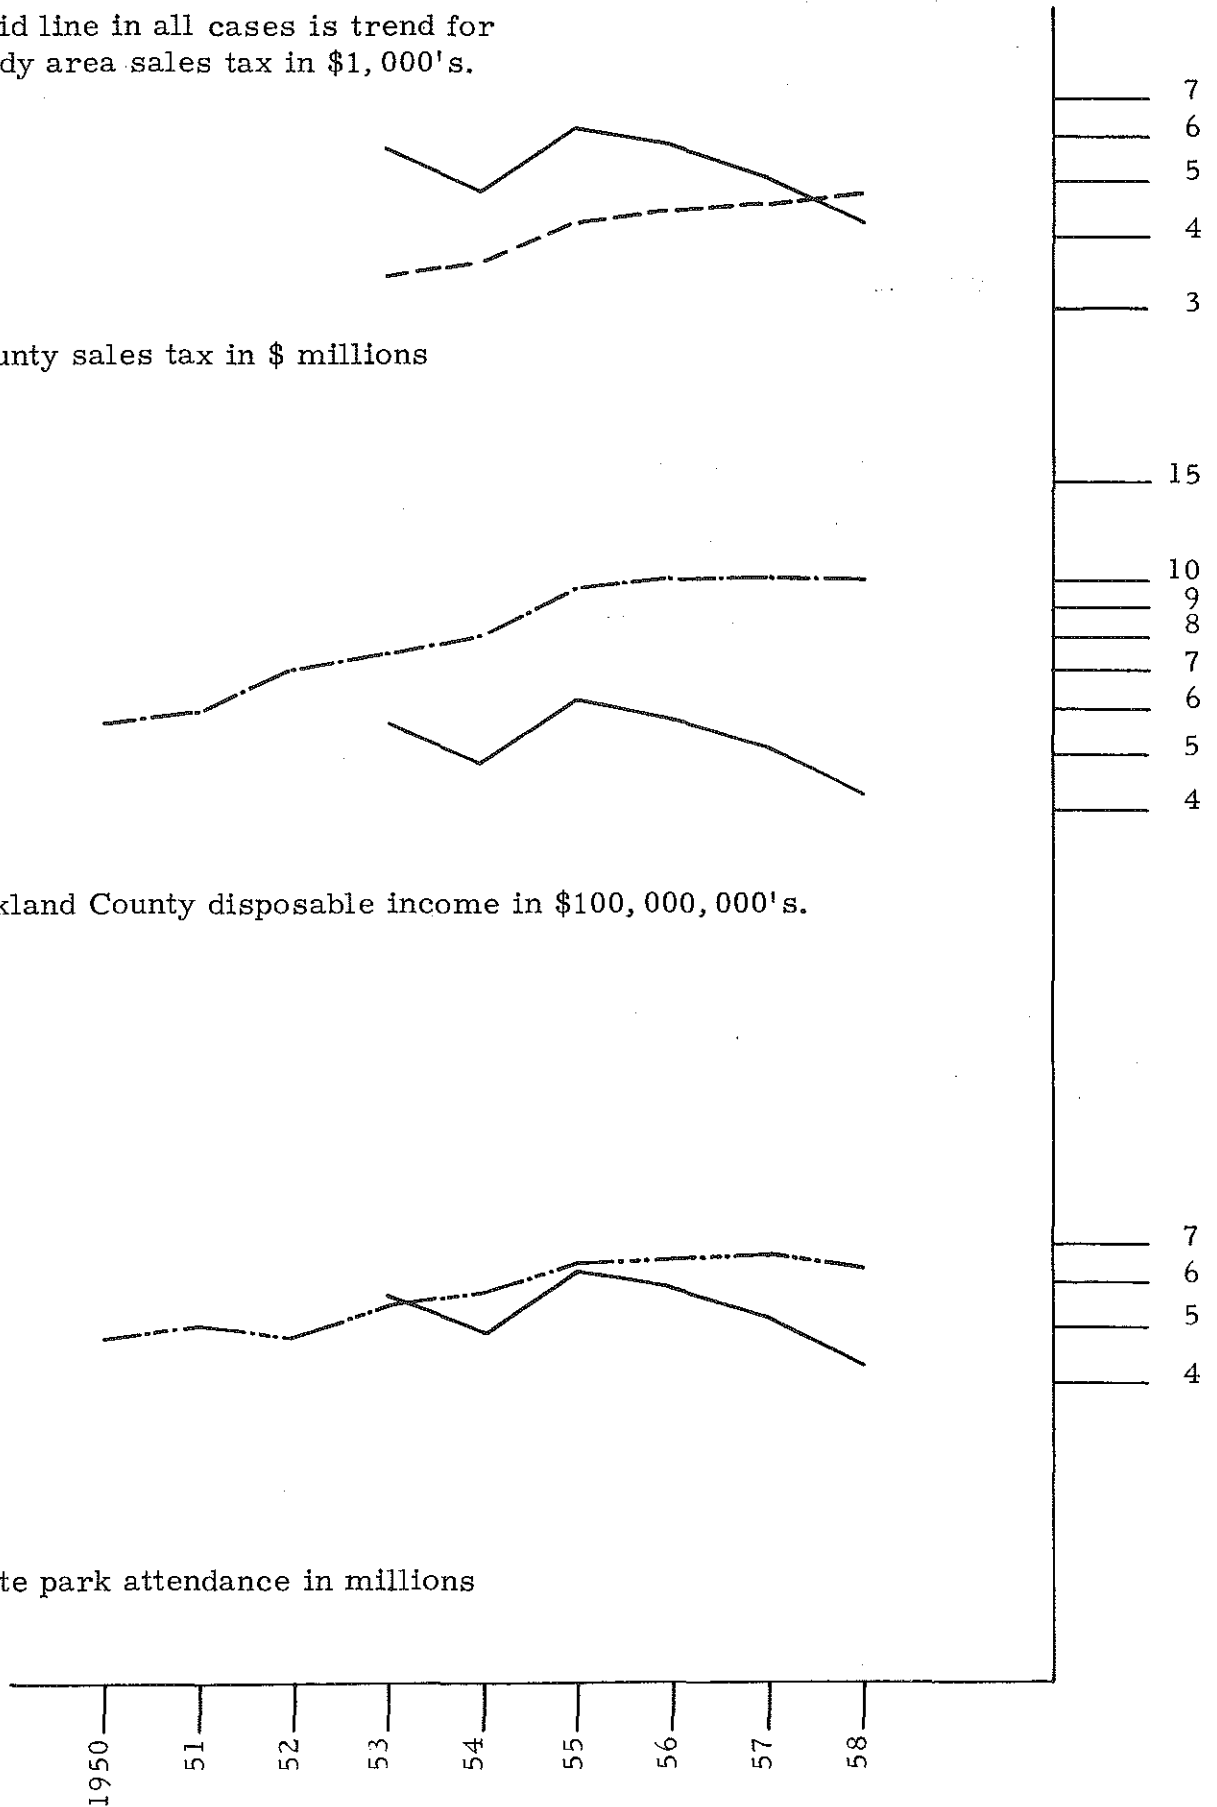 id line in all cases is trend for
dy area sales tax in $1,000's.
7
6
5
4
3
unty sales tax in $ millions
15
10
9
8
7
6
5
4
kland County disposable income in $100,000,000's.
7
6
5
4
te park attendance in millions
1950 51 52 53 54 55 56 57 58